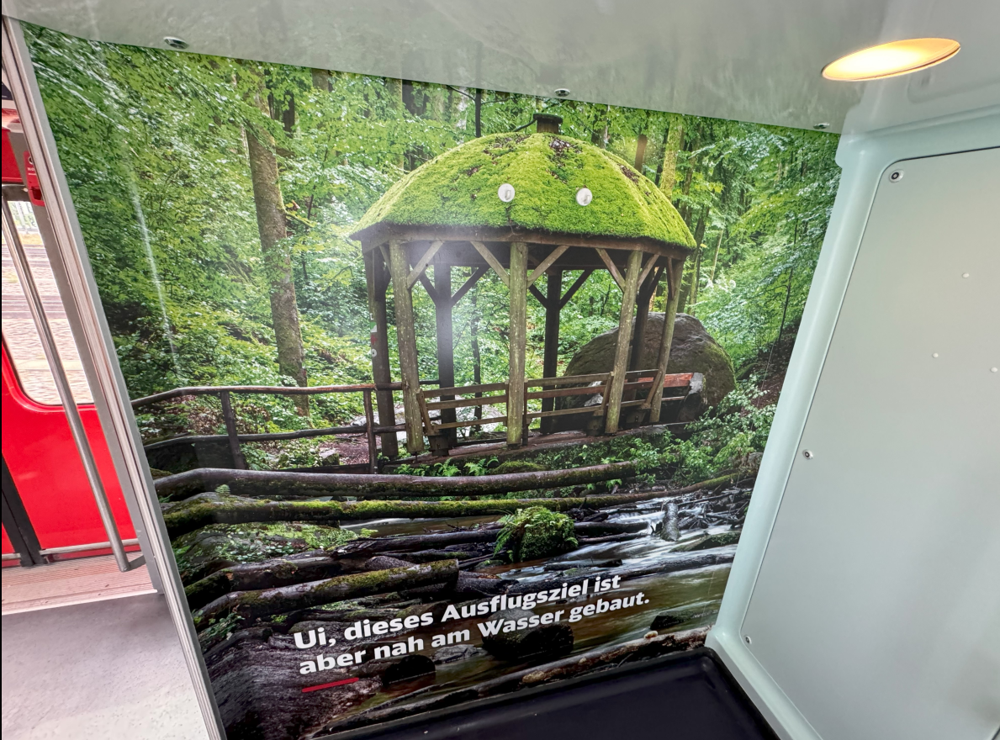 Ui, dieses Ausflugsziel ist
aber nah am Wasser gebaut.